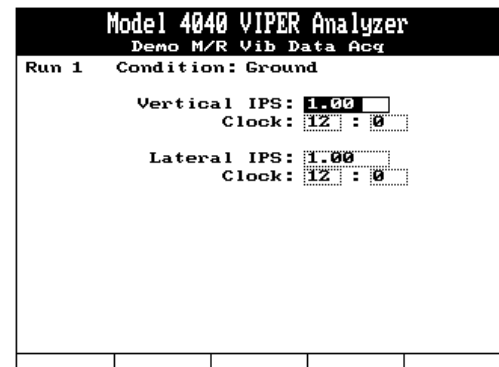 Model 4040 VIPER Analyzer
Demo M/R Vib Data Acq
Run 1 Condition: Ground
Vertical IPS: 1.00
Clock: 12 : 0
Lateral IPS: 1.00
Clock: 12 : 0